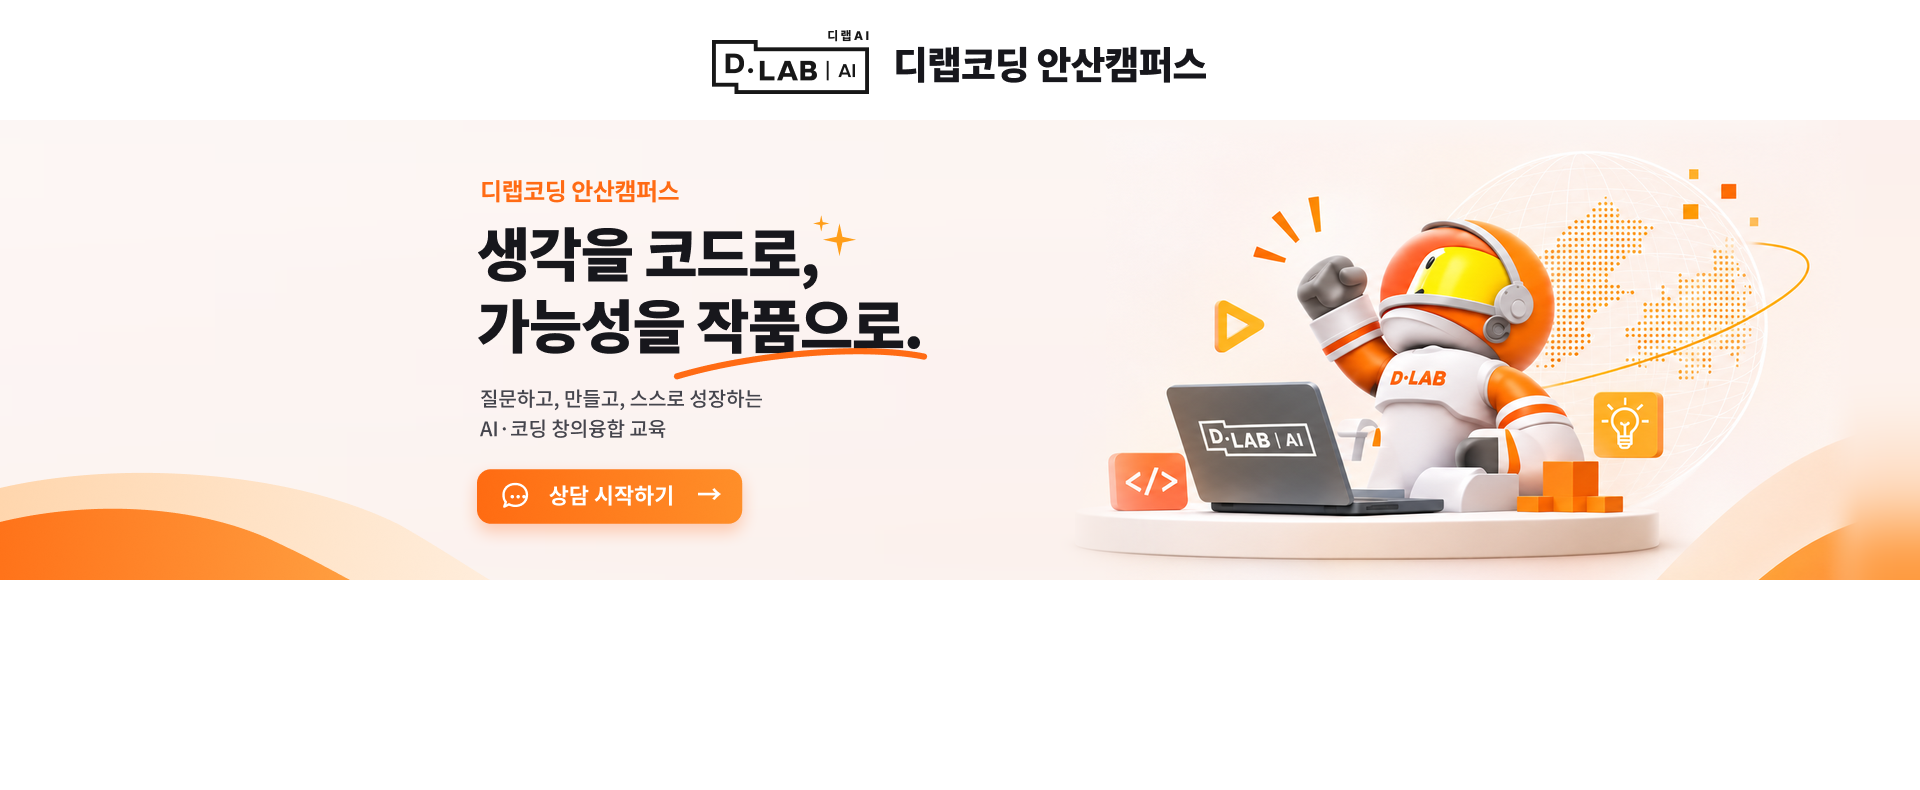 디랩AI
D·LAB | AI
디랩코딩 안산캠퍼스
디랩코딩 안산캠퍼스
생각을 코드로,
가능성을 작품으로.
질문하고, 만들고, 스스로 성장하는
AI·코딩 창의융합 교육
상담 시작하기 →
D·LAB
D·LAB | AI
</>